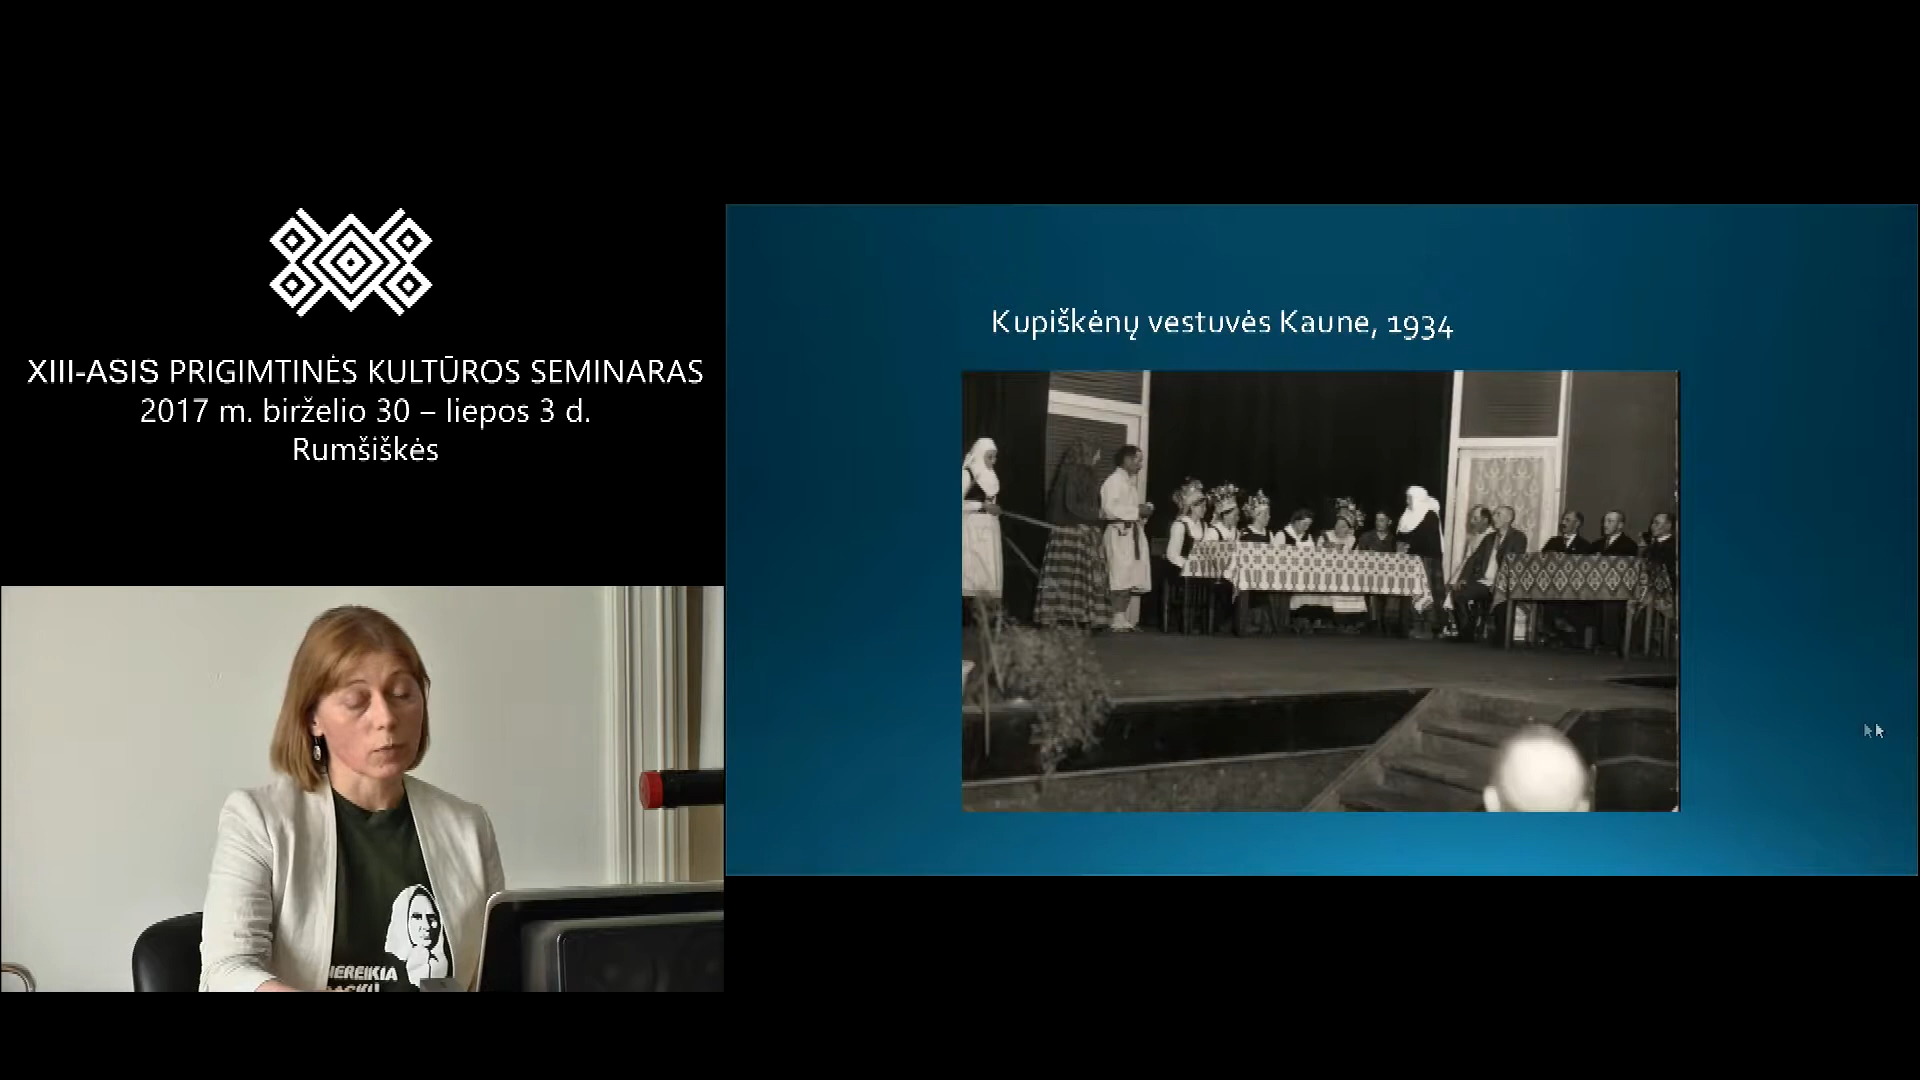 XIII-ASIS PRIGIMTINĖS KULTŪROS SEMINARAS
2017 m. birželio 30 – liepos 3 d.
Rumšiškės
Kupiškėnų vestuvės Kaune, 1934